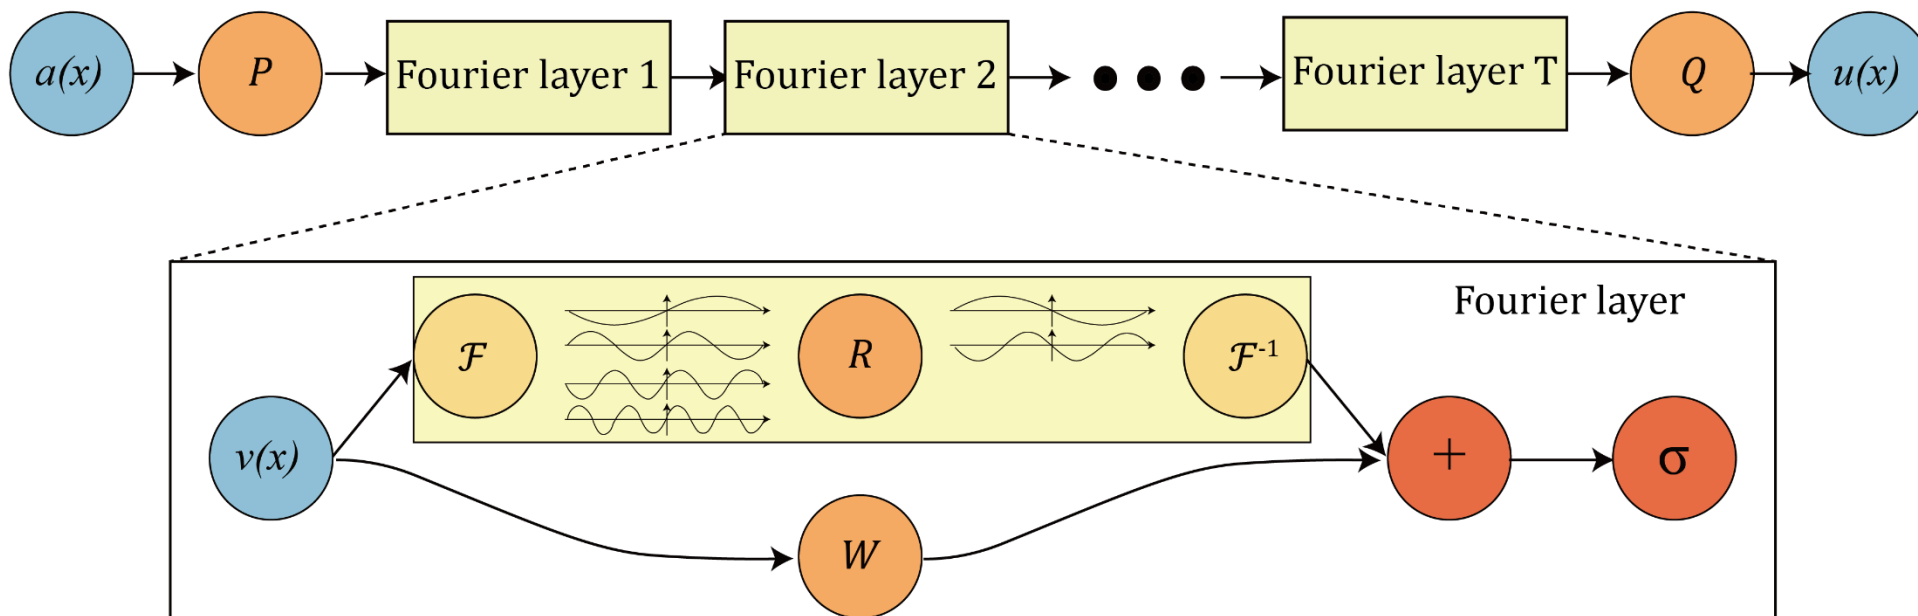 a(x) P Fourier layer 1 Fourier layer 2 ● ● ● Fourier layer T Q u(x)
Fourier layer
ℱ R ℱ⁻¹
v(x) + σ
W